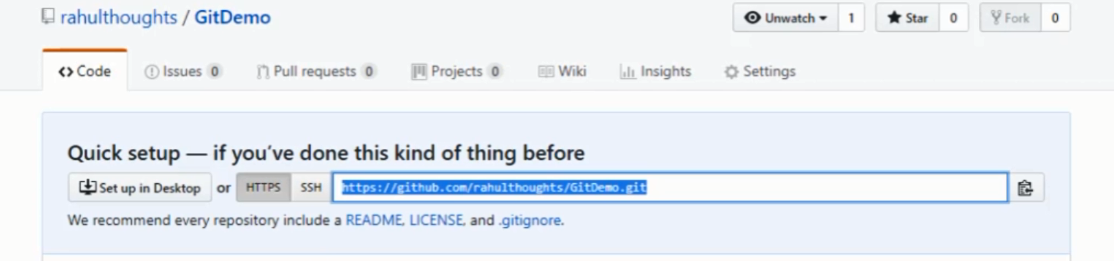 rahulthoughts / GitDemo
Unwatch 1 Star 0 Fork 0
Code Issues 0 Pull requests 0 Projects 0 Wiki Insights Settings
Quick setup — if you've done this kind of thing before
Set up in Desktop or HTTPS SSH https://github.com/rahulthoughts/GitDemo.git
We recommend every repository include a README, LICENSE, and .gitignore.